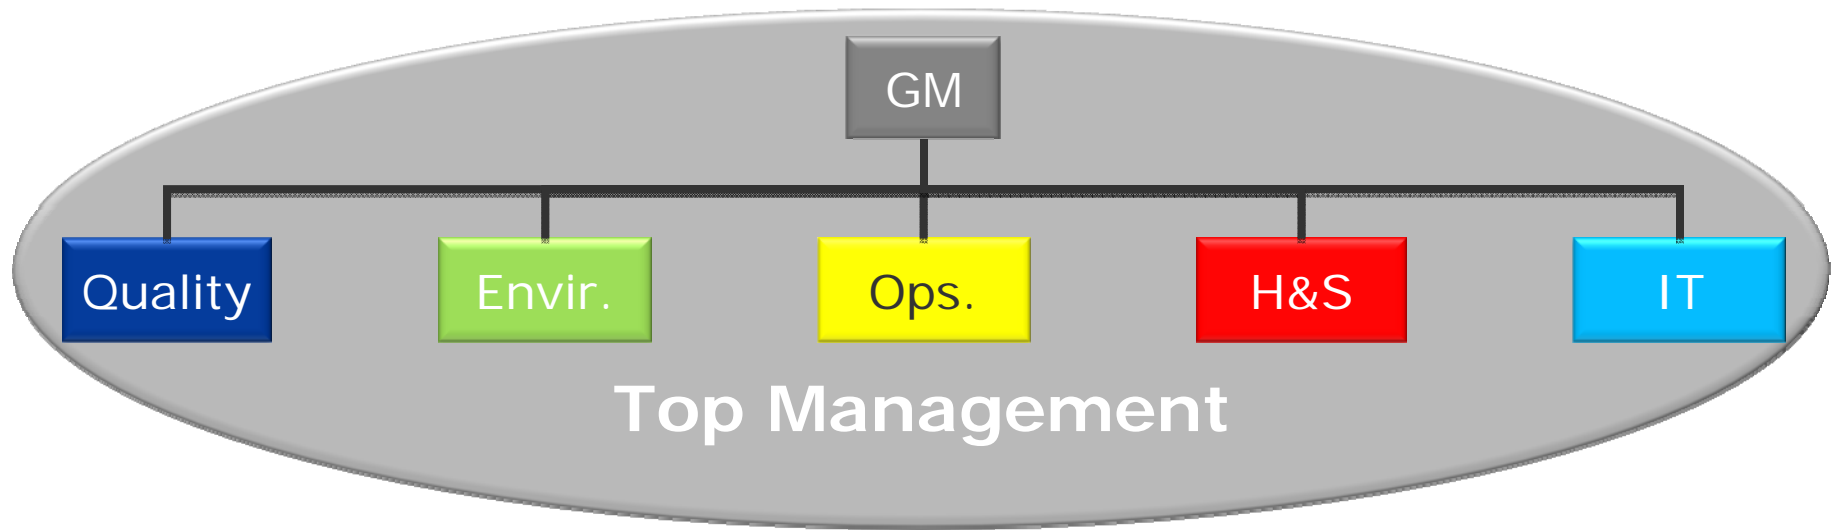 GM
Quality
Envir.
Ops.
H&S
IT
Top Management